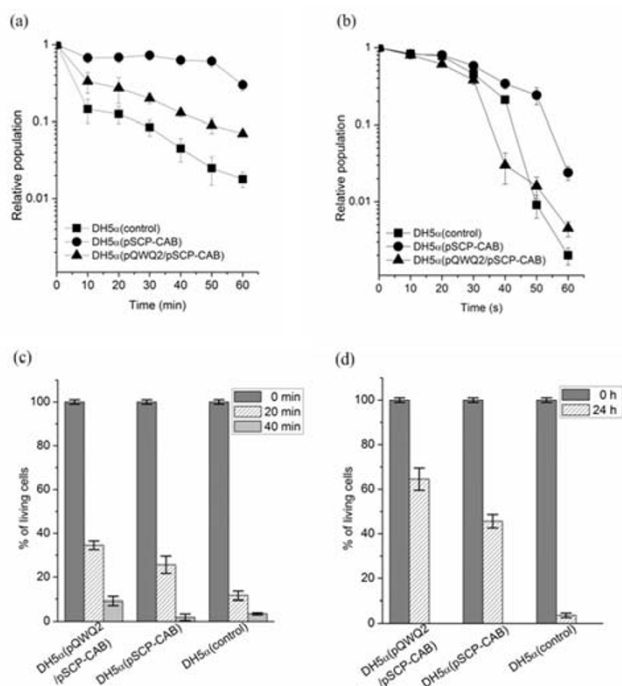 (a)
Relative population
1
0.1
0.01
DH5α(control)
DH5α(pSCP-CAB)
DH5α(pQWQ2/pSCP-CAB)
0 10 20 30 40 50 60
Time (min)
(b)
Relative population
1
0.1
0.01
DH5α(control)
DH5α(pSCP-CAB)
DH5α(pQWQ2/pSCP-CAB)
0 10 20 30 40 50 60
Time (s)
(c)
% of living cells
100
80
60
40
20
0
0 min
20 min
40 min
DH5α(pQWQ2
/pSCP-CAB)
DH5α(pSCP-CAB)
DH5α(control)
(d)
% of living cells
100
80
60
40
20
0
0 h
24 h
DH5α(pQWQ2
/pSCP-CAB)
DH5α(pSCP-CAB)
DH5α(control)